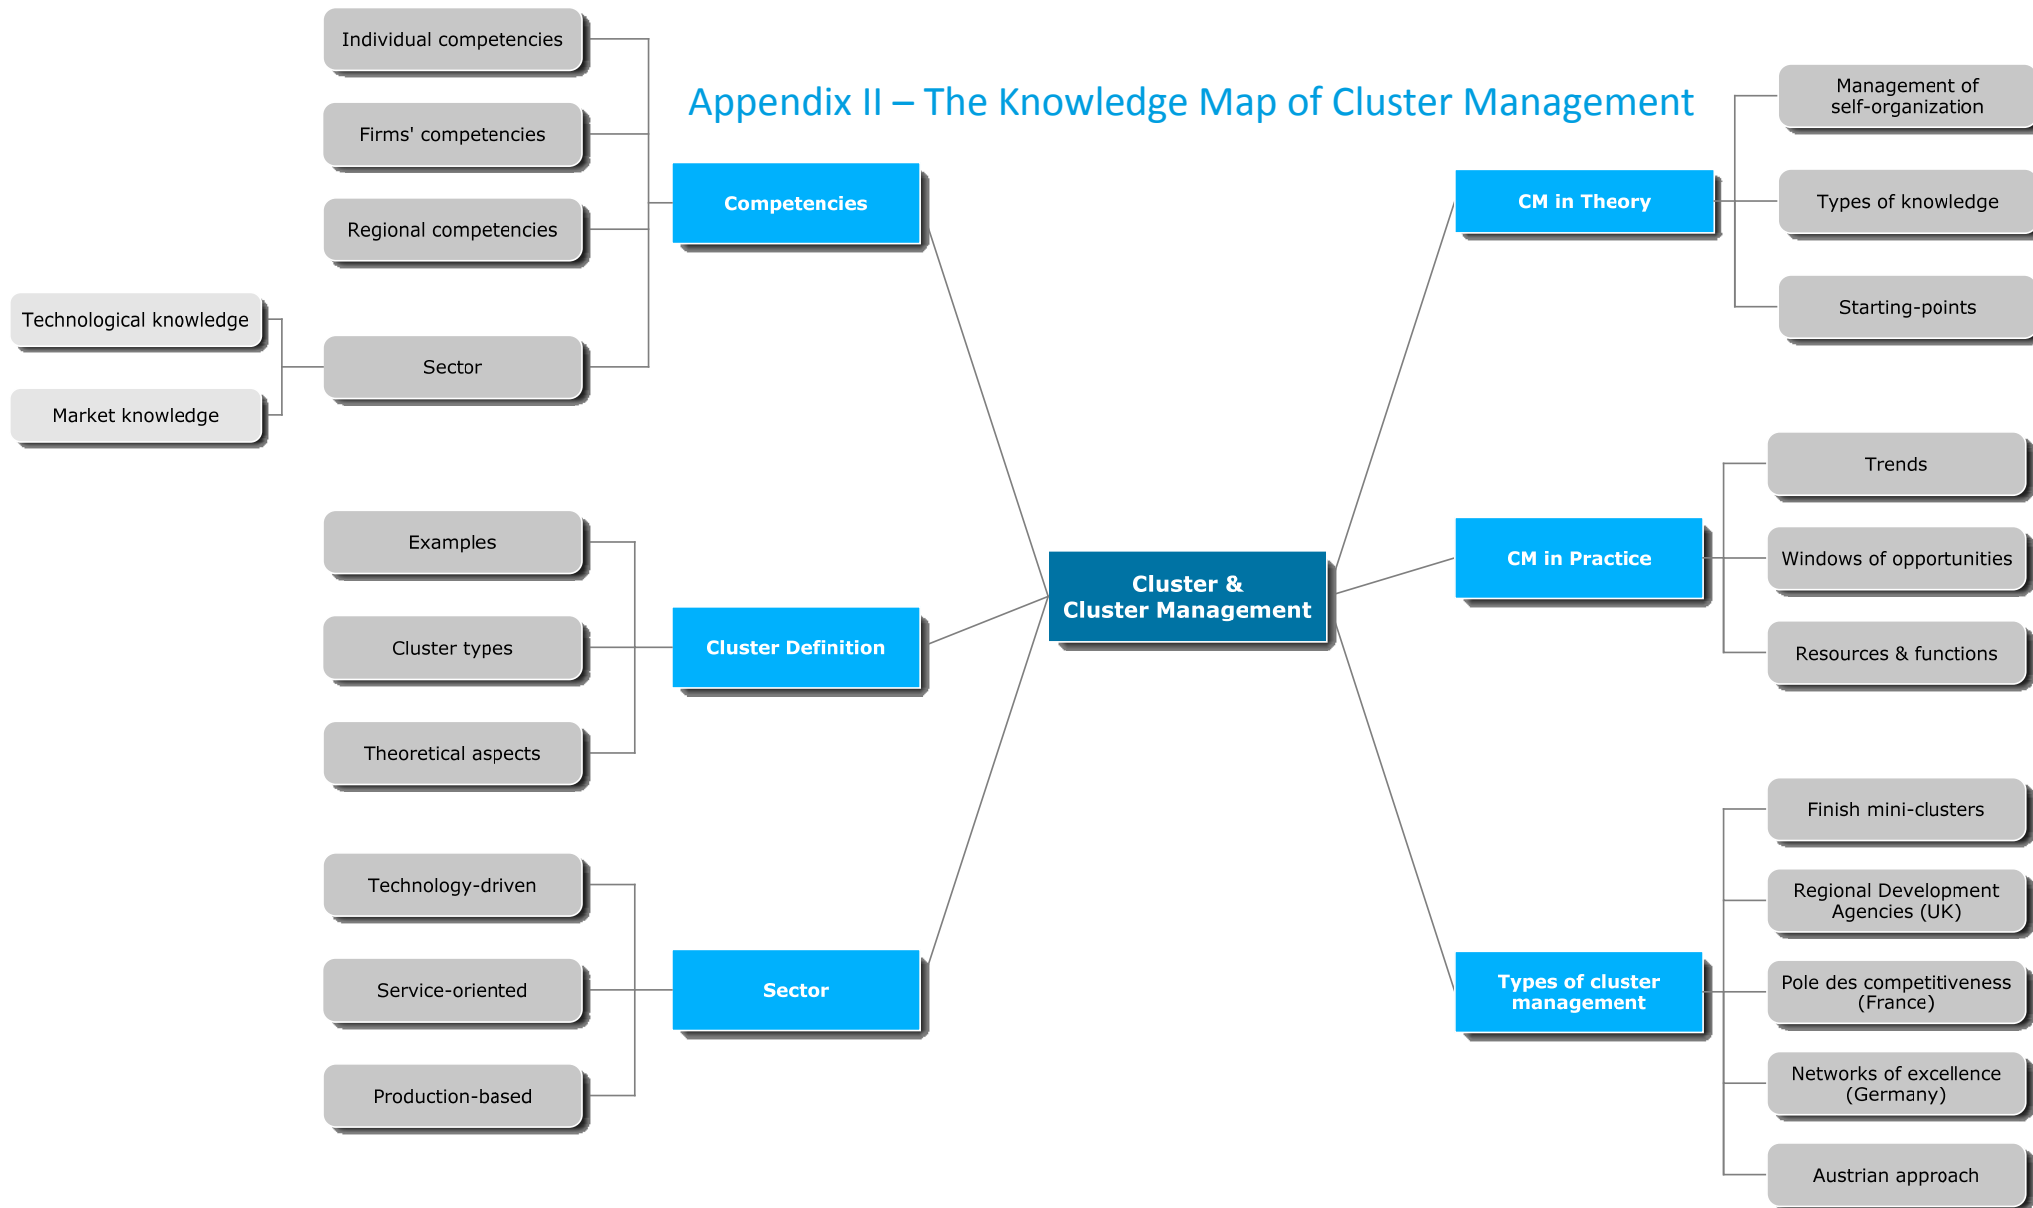 Appendix II – The Knowledge Map of Cluster Management
Individual competencies
Firms' competencies
Regional competencies
Sector
Technological knowledge
Market knowledge
Competencies
Examples
Cluster types
Theoretical aspects
Cluster Definition
Technology-driven
Service-oriented
Production-based
Sector
Cluster &
Cluster Management
CM in Theory
Management of
self-organization
Types of knowledge
Starting-points
CM in Practice
Trends
Windows of opportunities
Resources & functions
Types of cluster
management
Finish mini-clusters
Regional Development
Agencies (UK)
Pole des competitiveness
(France)
Networks of excellence
(Germany)
Austrian approach